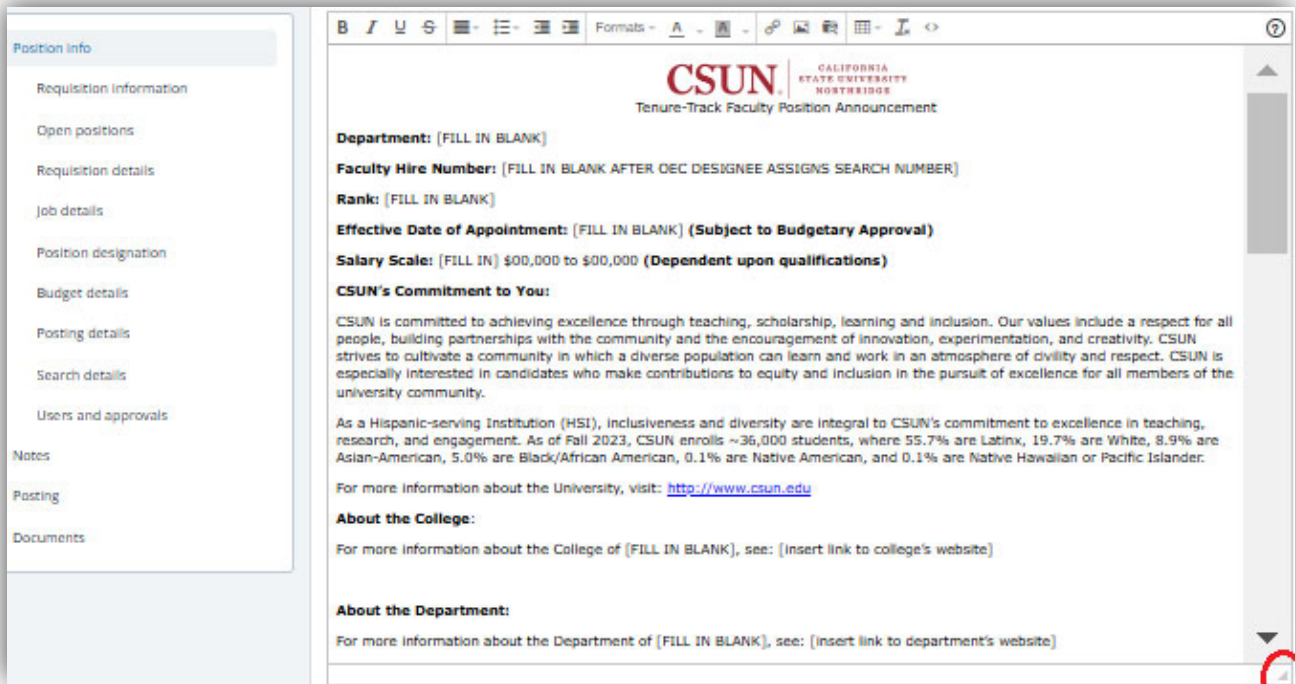 Position info
Requisition information
Open positions
Requisition details
Job details
Position designation
Budget details
Posting details
Search details
Users and approvals
Notes
Posting
Documents
B I U S Formats A A
CSUN. CALIFORNIA
STATE UNIVERSITY
NORTHRIDGE
Tenure-Track Faculty Position Announcement
Department: [FILL IN BLANK]
Faculty Hire Number: [FILL IN BLANK AFTER OEC DESIGNEE ASSIGNS SEARCH NUMBER]
Rank: [FILL IN BLANK]
Effective Date of Appointment: [FILL IN BLANK] (Subject to Budgetary Approval)
Salary Scale: [FILL IN] $00,000 to $00,000 (Dependent upon qualifications)
CSUN's Commitment to You:
CSUN is committed to achieving excellence through teaching, scholarship, learning and inclusion. Our values include a respect for all
people, building partnerships with the community and the encouragement of innovation, experimentation, and creativity. CSUN
strives to cultivate a community in which a diverse population can learn and work in an atmosphere of civility and respect. CSUN is
especially interested in candidates who make contributions to equity and inclusion in the pursuit of excellence for all members of the
university community.
As a Hispanic-serving Institution (HSI), inclusiveness and diversity are integral to CSUN's commitment to excellence in teaching,
research, and engagement. As of Fall 2023, CSUN enrolls ~36,000 students, where 55.7% are Latinx, 19.7% are White, 8.9% are
Asian-American, 5.0% are Black/African American, 0.1% are Native American, and 0.1% are Native Hawaiian or Pacific Islander.
For more information about the University, visit: http://www.csun.edu
About the College:
For more information about the College of [FILL IN BLANK], see: [insert link to college's website]
About the Department:
For more information about the Department of [FILL IN BLANK], see: [insert link to department's website]